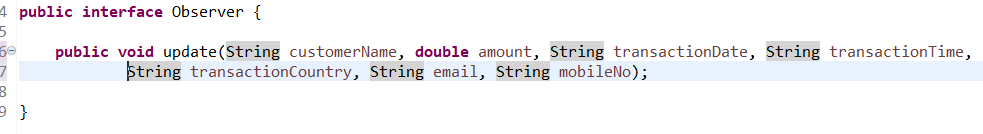 4 public interface Observer {
5
6 public void update(String customerName, double amount, String transactionDate, String transactionTime,
7 String transactionCountry, String email, String mobileNo);
8
9 }